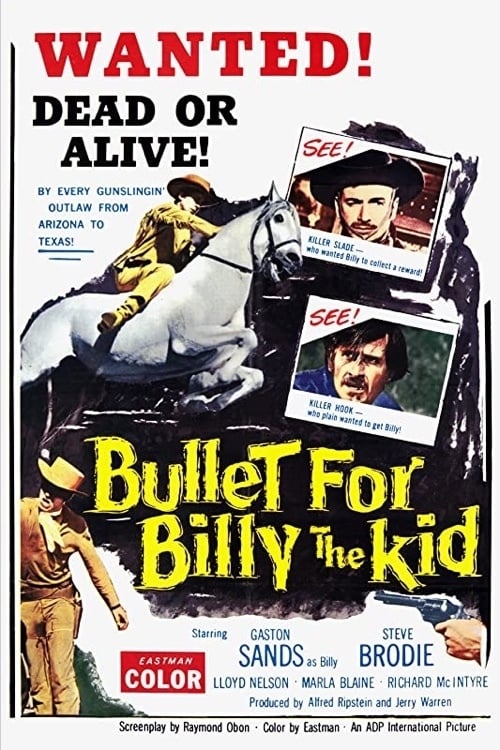 WANTED!
DEAD OR
ALIVE!
BY EVERY GUNSLINGIN'
OUTLAW FROM
ARIZONA TO
TEXAS!
SEE!
KILLER SLADE—
who wanted Billy to collect a reward!
SEE!
KILLER HOOK—
who plain wanted to get Billy!
BulleT For
Billy The Kid
Starring GASTON STEVE
SANDS as Billy BRODIE
EASTMAN
COLOR
LLOYD NELSON · MARLA BLAINE · RICHARD McINTYRE
Produced by Alfred Ripstein and Jerry Warren
Screenplay by Raymond Obon · Color by Eastman · An ADP International Picture